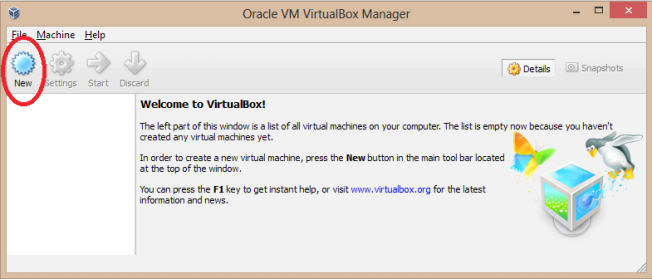 Oracle VM VirtualBox Manager
File Machine Help
New Settings Start Discard
Details Snapshots
Welcome to VirtualBox!
The left part of this window is a list of all virtual machines on your computer. The list is empty now because you haven't
created any virtual machines yet.
In order to create a new virtual machine, press the New button in the main tool bar located
at the top of the window.
You can press the F1 key to get instant help, or visit www.virtualbox.org for the latest
information and news.